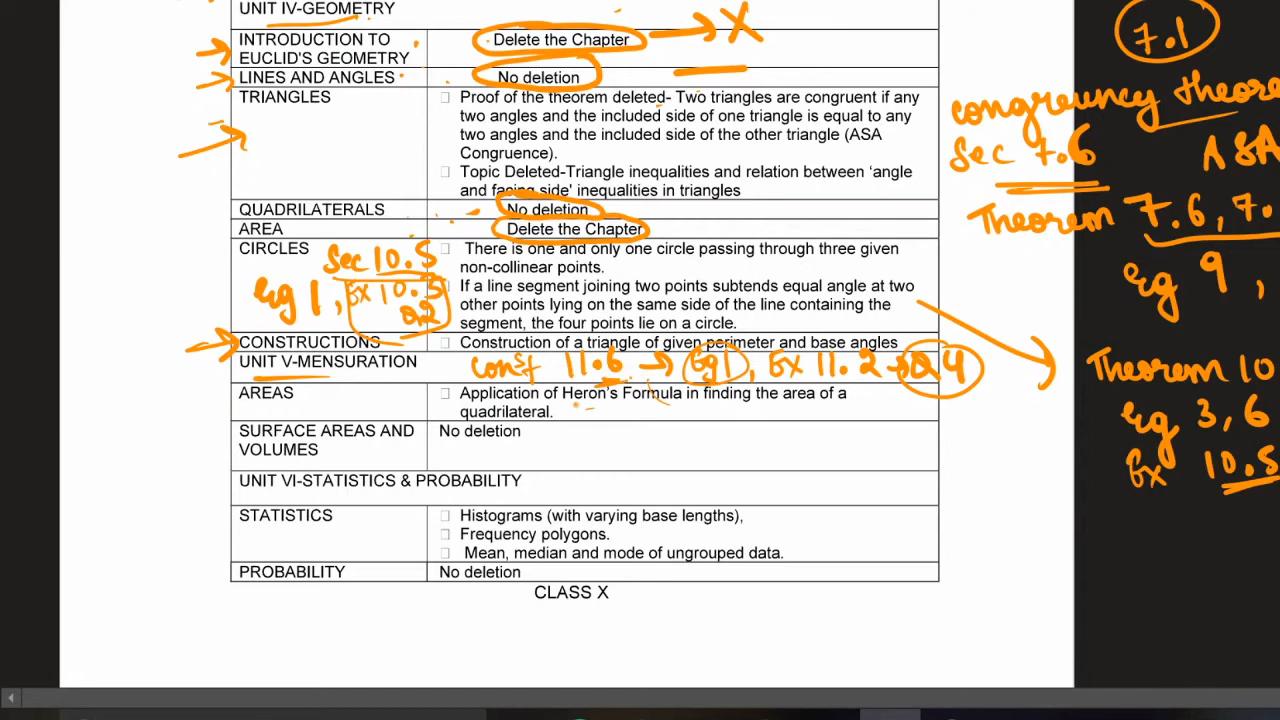 UNIT IV-GEOMETRY
INTRODUCTION TO EUCLID'S GEOMETRY
Delete the Chapter → X
LINES AND ANGLES
No deletion
TRIANGLES
Proof of the theorem deleted- Two triangles are congruent if any
two angles and the included side of one triangle is equal to any
two angles and the included side of the other triangle (ASA
Congruence).
Topic Deleted-Triangle inequalities and relation between 'angle
and facing side' inequalities in triangles
QUADRILATERALS
No deletion
AREA
Delete the Chapter
CIRCLES
Sec 10.5
eg 1, Ex 10.5
Q2
There is one and only one circle passing through three given
non-collinear points.
If a line segment joining two points subtends equal angle at two
other points lying on the same side of the line containing the
segment, the four points lie on a circle.
CONSTRUCTIONS
Construction of a triangle of given perimeter and base angles
UNIT V-MENSURATION
const 11.6 → eg 1, Ex 11.2 → Q4
AREAS
Application of Heron's Formula in finding the area of a
quadrilateral.
SURFACE AREAS AND
VOLUMES
No deletion
UNIT VI-STATISTICS & PROBABILITY
STATISTICS
Histograms (with varying base lengths),
Frequency polygons.
Mean, median and mode of ungrouped data.
PROBABILITY
No deletion
CLASS X
7.1
congruency theore
Sec 7.6 ASA
Theorem 7.6, 7.
eg 9,
Theorem 10
eg 3, 6
Ex 10.5